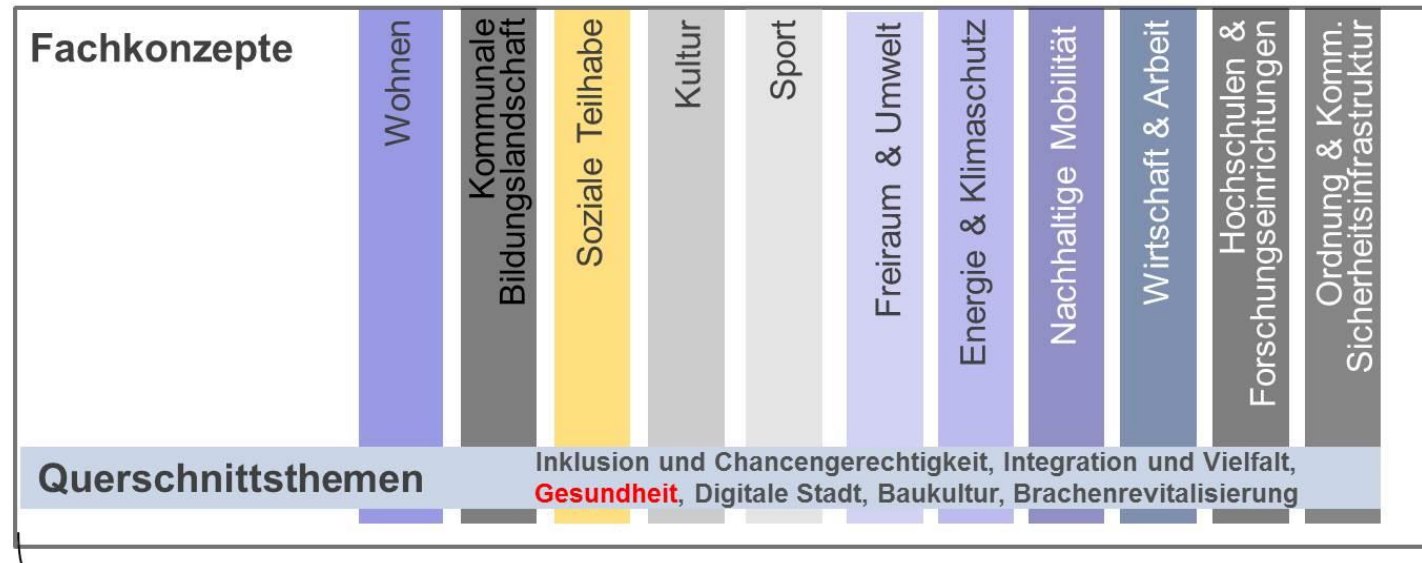 Fachkonzepte
Wohnen
Kommunale
Bildungslandschaft
Soziale Teilhabe
Kultur
Sport
Freiraum & Umwelt
Energie & Klimaschutz
Nachhaltige Mobilität
Wirtschaft & Arbeit
Hochschulen &
Forschungseinrichtungen
Ordnung & Komm.
Sicherheitsinfrastruktur
Querschnittsthemen
Inklusion und Chancengerechtigkeit, Integration und Vielfalt,
Gesundheit, Digitale Stadt, Baukultur, Brachenrevitalisierung